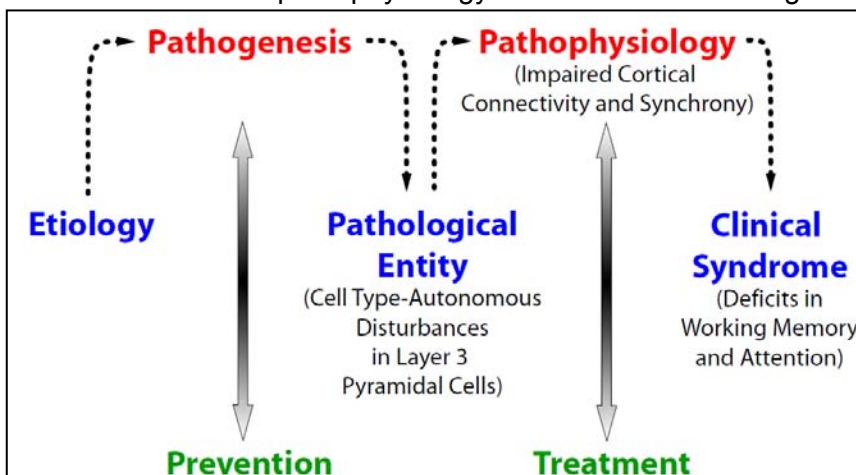 pathophysiology
Pathogenesis
Pathophysiology
(Impaired Cortical
Connectivity and Synchrony)
Etiology
Pathological
Entity
(Cell Type-Autonomous
Disturbances
in Layer 3
Pyramidal Cells)
Clinical
Syndrome
(Deficits in
Working Memory
and Attention)
Prevention
Treatment